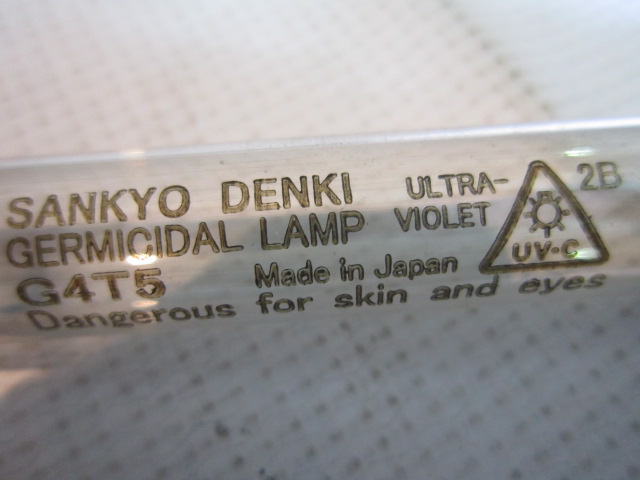 SANKYO DENKI
GERMICIDAL LAMP
G4T5 Made in Japan
Dangerous for skin and eyes
ULTRA-
VIOLET
UV-C
2B